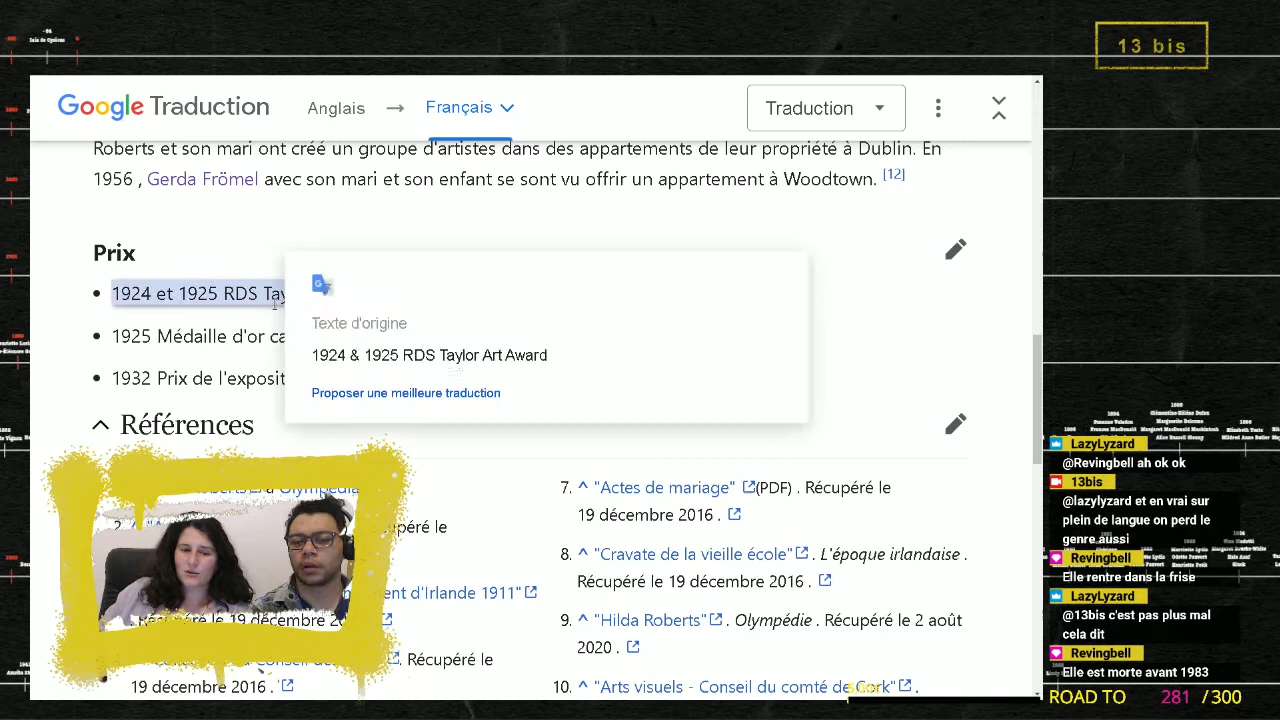 13 bis
Google Traduction
Anglais → Français
Traduction
Roberts et son mari ont créé un groupe d'artistes dans des appartements de leur propriété à Dublin. En
1956 , Gerda Frömel avec son mari et son enfant se sont vu offrir un appartement à Woodtown. [12]
Prix
1924 et 1925 RDS Tay
1925 Médaille d'or ca
1932 Prix de l'exposit
Texte d'origine
1924 & 1925 RDS Taylor Art Award
Proposer une meilleure traduction
Références
Récupéré le 19 décembre
ent d'Irlande 1911"
. Récupéré le
19 décembre 2016 .
7. ^ "Actes de mariage" (PDF) . Récupéré le
19 décembre 2016 .
8. ^ "Cravate de la vieille école" . L'époque irlandaise .
Récupéré le 19 décembre 2016 .
9. ^ "Hilda Roberts" . Olympédie . Récupéré le 2 août
2020 .
10. ^ "Arts visuels - Conseil du comté de Cork" .
LazyLyzard
@Revingbell ah ok ok
13bis
@lazylyzard et en vrai sur
plein de langue on perd le
genre aussi
Revingbell
Elle rentre dans la frise
LazyLyzard
@13bis c'est pas plus mal
cela dit
Revingbell
Elle est morte avant 1983
ROAD TO 281 / 300